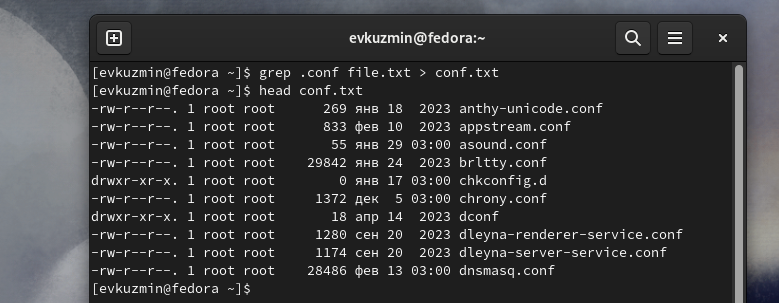 evkuzmin@fedora:~
[evkuzmin@fedora ~]$ grep .conf file.txt > conf.txt
[evkuzmin@fedora ~]$ head conf.txt
-rw-r--r--. 1 root root      269 янв 18  2023 anthy-unicode.conf
-rw-r--r--. 1 root root      833 фев 10  2023 appstream.conf
-rw-r--r--. 1 root root       55 янв 29 03:00 asound.conf
-rw-r--r--. 1 root root    29842 янв 24  2023 brltty.conf
drwxr-xr-x. 1 root root        0 янв 17 03:00 chkconfig.d
-rw-r--r--. 1 root root     1372 дек  5 03:00 chrony.conf
drwxr-xr-x. 1 root root       18 апр 14  2023 dconf
-rw-r--r--. 1 root root     1280 сен 20  2023 dleyna-renderer-service.conf
-rw-r--r--. 1 root root     1174 сен 20  2023 dleyna-server-service.conf
-rw-r--r--. 1 root root    28486 фев 13 03:00 dnsmasq.conf
[evkuzmin@fedora ~]$